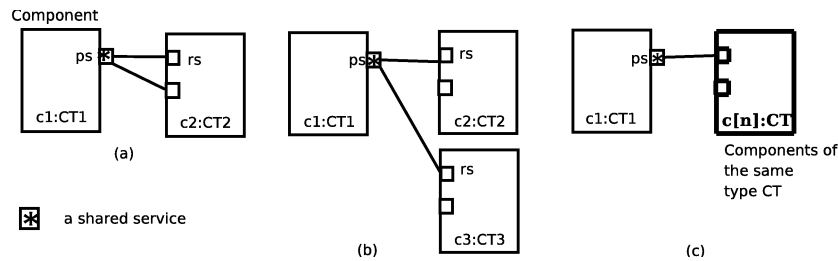 Component
ps
*
rs
c1:CT1
c2:CT2
(a)
* a shared service
ps
*
rs
c1:CT1
c2:CT2
rs
c3:CT3
(b)
ps
*
c1:CT1
c[n]:CT
Components of
the same
type CT
(c)